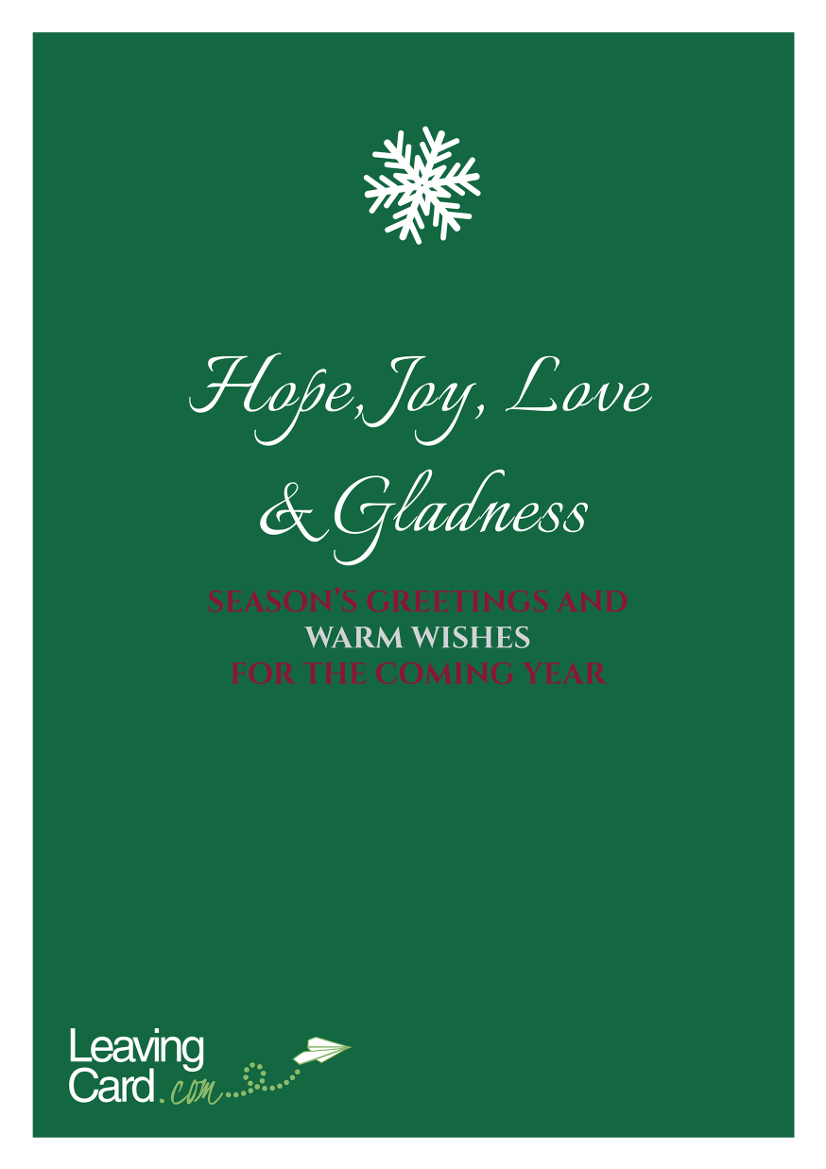 Hope, Joy, Love
& Gladness
SEASON'S GREETINGS AND
WARM WISHES
FOR THE COMING YEAR
Leaving
Card.com